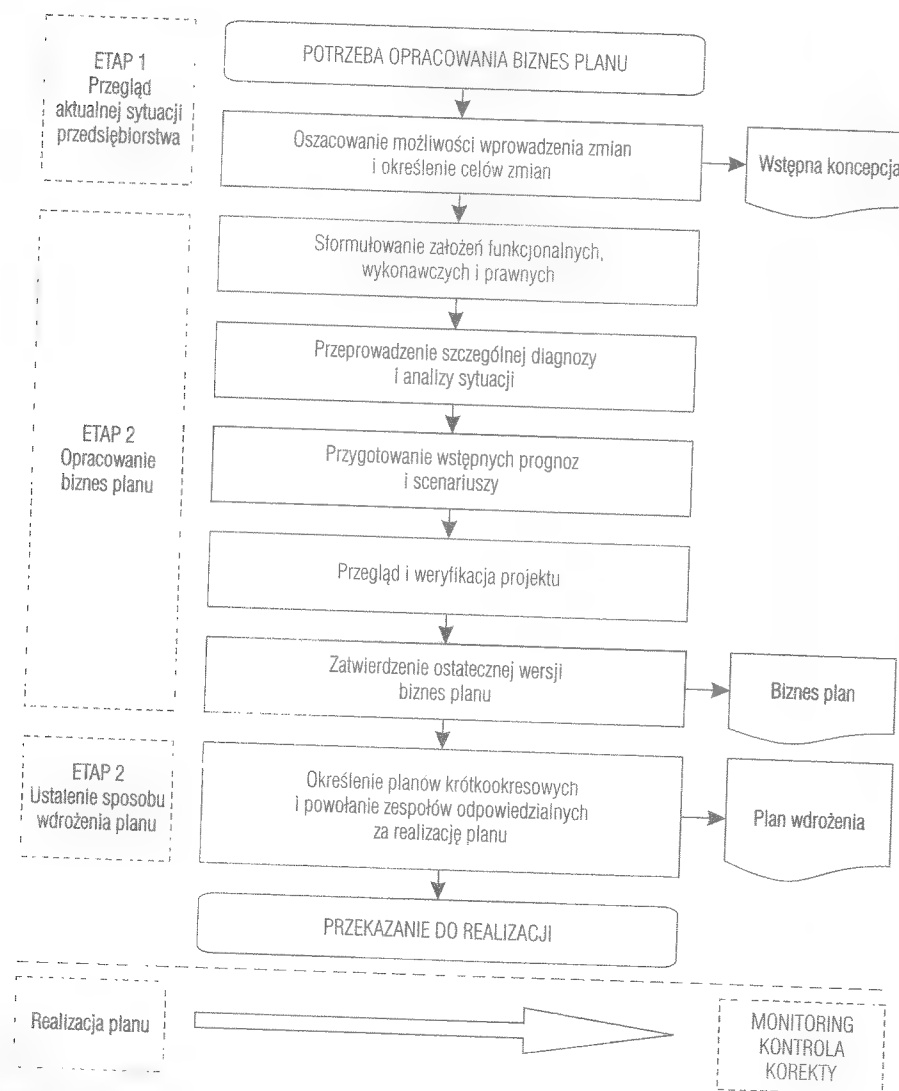 ETAP 1
Przegląd
aktualnej sytuacji
przedsiębiorstwa
POTRZEBA OPRACOWANIA BIZNES PLANU
Oszacowanie możliwości wprowadzenia zmian
i określenie celów zmian
Wstępna koncepcja
ETAP 2
Opracowanie
biznes planu
Sformułowanie założeń funkcjonalnych,
wykonawczych i prawnych
Przeprowadzenie szczególnej diagnozy
i analizy sytuacji
Przygotowanie wstępnych prognoz
i scenariuszy
Przegląd i weryfikacja projektu
Zatwierdzenie ostatecznej wersji
biznes planu
Biznes plan
ETAP 2
Ustalenie sposobu
wdrożenia planu
Określenie planów krótkookresowych
i powołanie zespołów odpowiedzialnych
za realizację planu
Plan wdrożenia
PRZEKAZANIE DO REALIZACJI
Realizacja planu
MONITORING
KONTROLA
KOREKTY